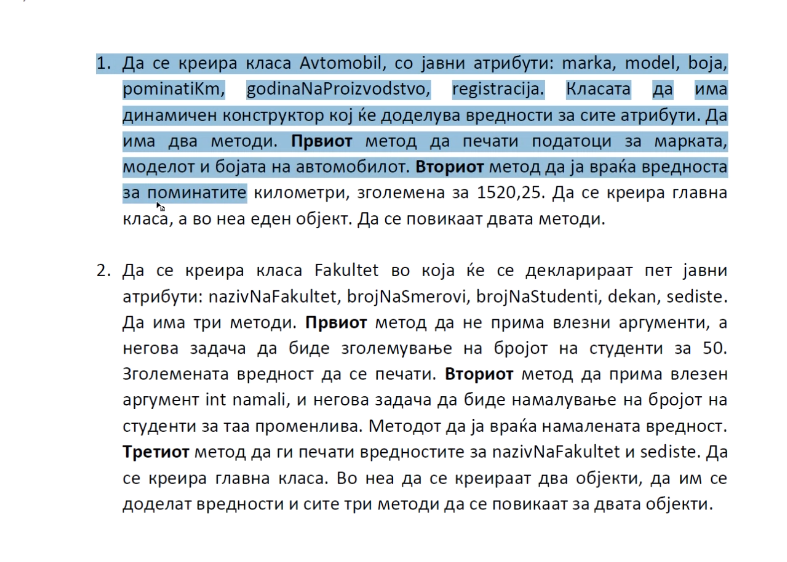 1. Да се креира класа Avtomobil, со јавни атрибути: marka, model, boja,
pominatiKm, godinaNaProizvodstvo, registracija. Класата да има
динамичен конструктор кој ќе доделува вредности за сите атрибути. Да
има два методи. Првиот метод да печати податоци за марката,
моделот и бојата на автомобилот. Вториот метод да ја враќа вредноста
за поминатите километри, зголемена за 1520,25. Да се креира главна
класа, а во неа еден објект. Да се повикаат двата методи.
2. Да се креира класа Fakultet во која ќе се декларираат пет јавни
атрибути: nazivNaFakultet, brojNaSmerovi, brojNaStudenti, dekan, sediste.
Да има три методи. Првиот метод да не прима влезни аргументи, а
негова задача да биде зголемување на бројот на студенти за 50.
Зголемената вредност да се печати. Вториот метод да прима влезен
аргумент int namali, и негова задача да биде намалување на бројот на
студенти за таа променлива. Методот да ја враќа намалената вредност.
Третиот метод да ги печати вредностите за nazivNaFakultet и sediste. Да
се креира главна класа. Во неа да се креираат два објекти, да им се
доделат вредности и сите три методи да се повикаат за двата објекти.